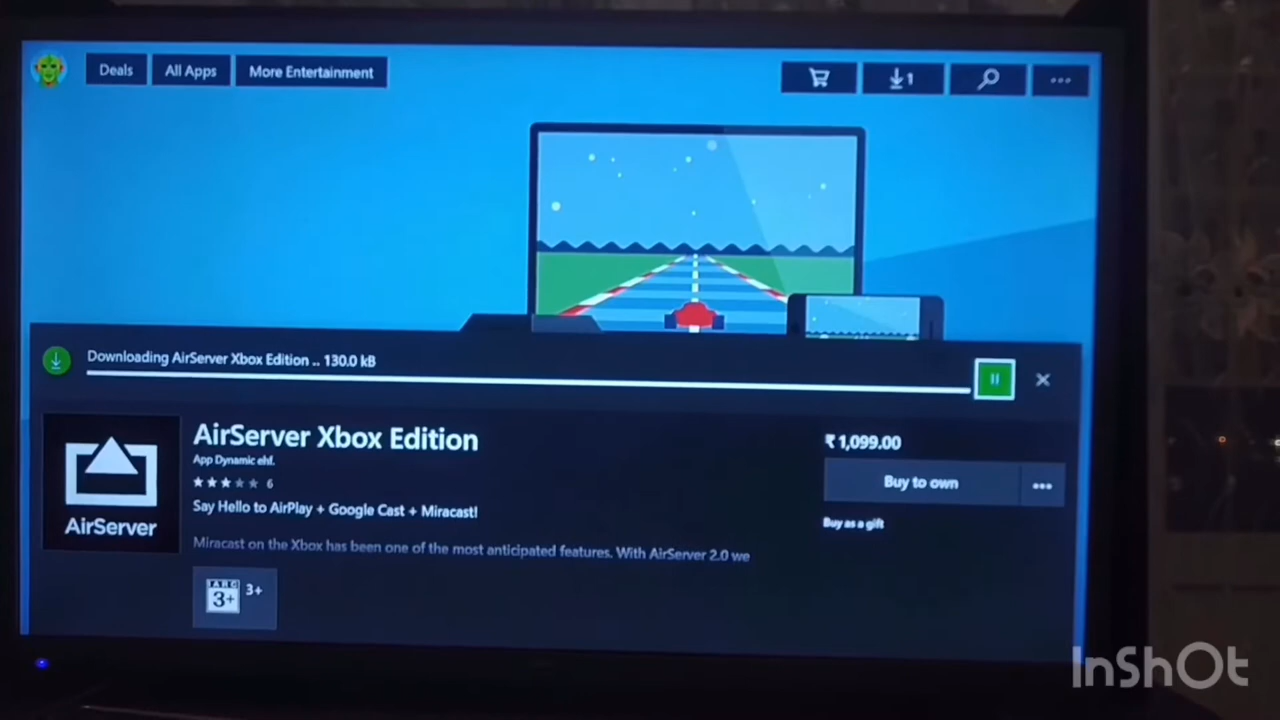 Deals
All Apps
More Entertainment
1
Downloading AirServer Xbox Edition .. 130.0 kB
AirServer Xbox Edition
App Dynamic ehf.
6
Say Hello to AirPlay + Google Cast + Miracast!
Miracast on the Xbox has been one of the most anticipated features. With AirServer 2.0 we
AirServer
₹ 1,099.00
Buy to own
Buy as a gift
IARC
3+
3+
InShOt